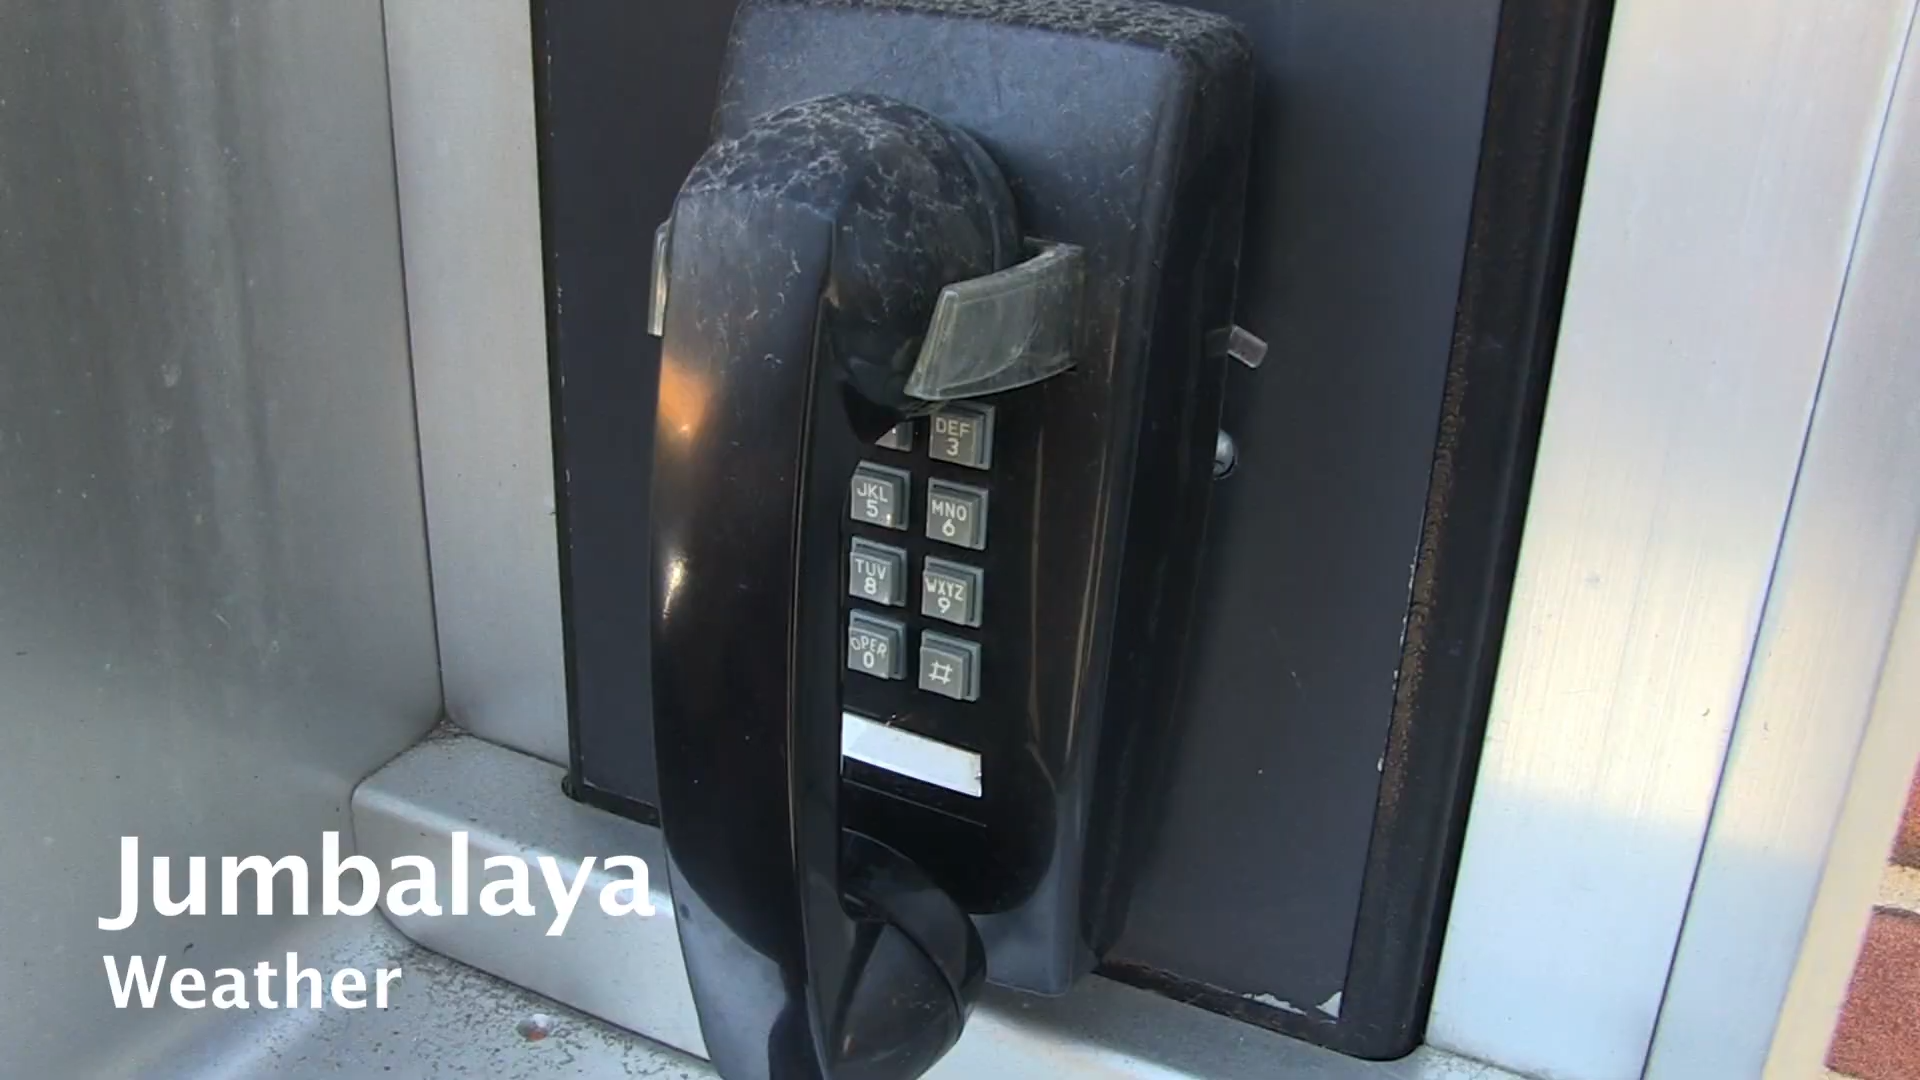 DEF
3
JKL
5
MNO
6
TUV
8
WXYZ
9
OPER
0
#
Jumbalaya
Weather